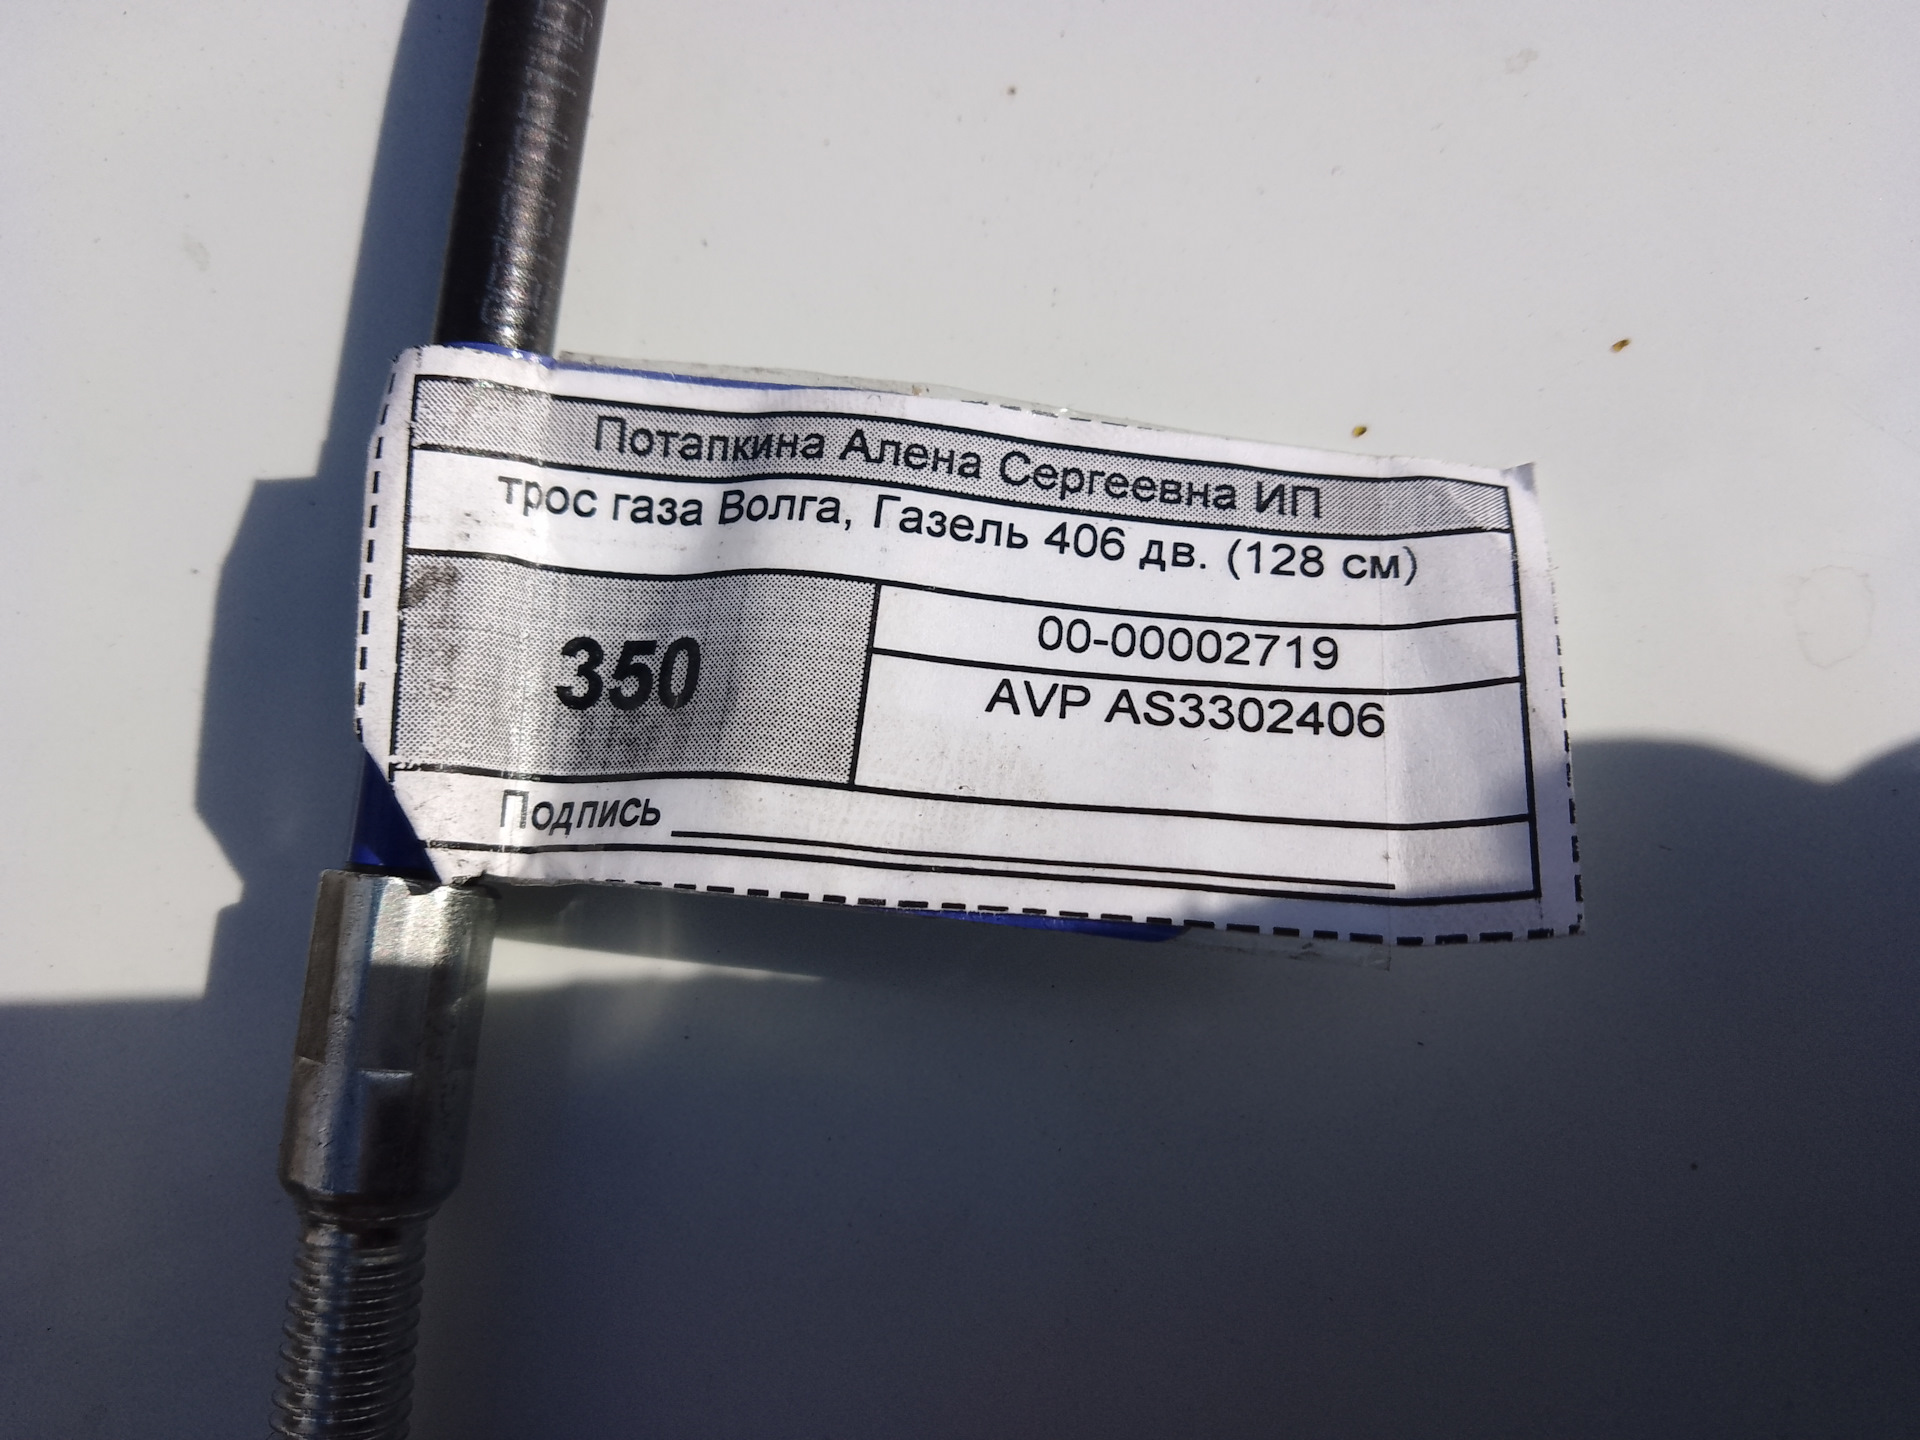 Потапкина Алена Сергеевна ИП
трос газа Волга, Газель 406 дв. (128 см)
350
00-00002719
AVP AS3302406
Подпись